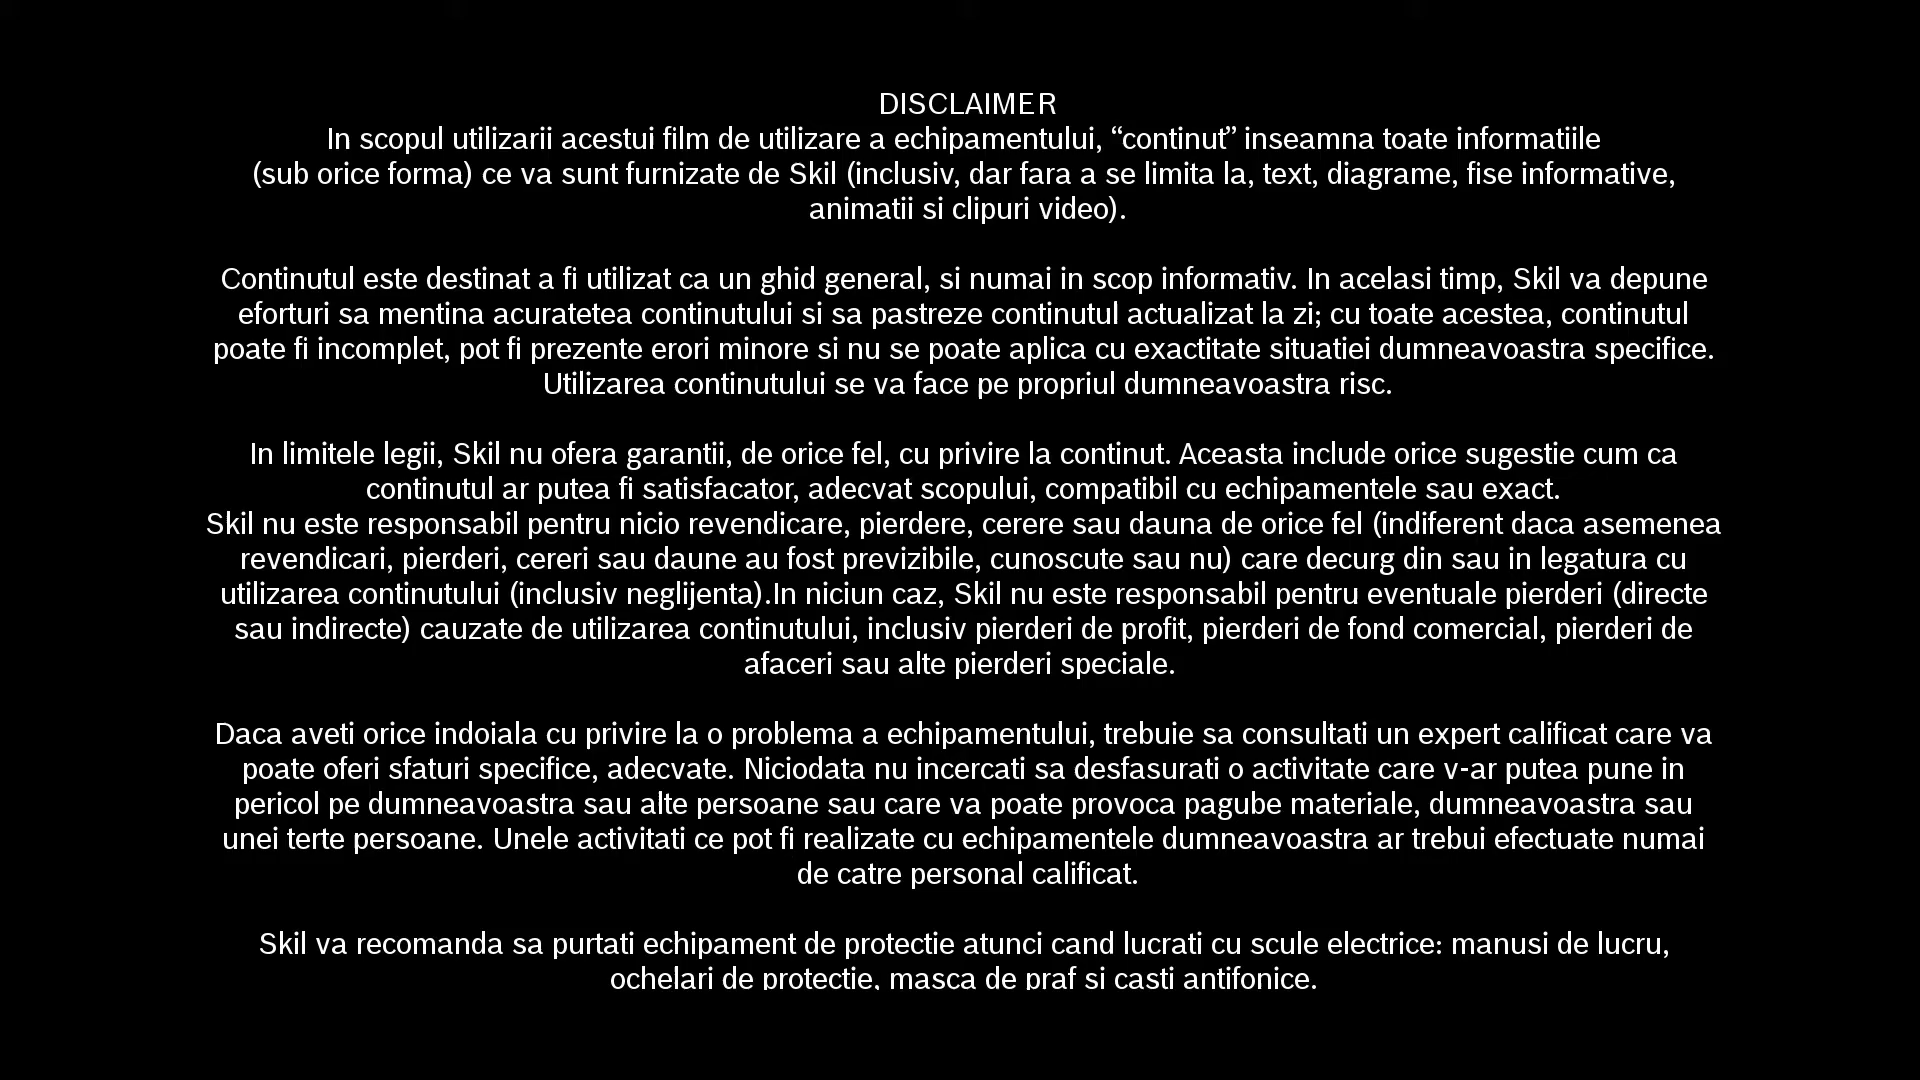 DISCLAIMER
In scopul utilizarii acestui film de utilizare a echipamentului, “continut” inseamna toate informatiile
(sub orice forma) ce va sunt furnizate de Skil (inclusiv, dar fara a se limita la, text, diagrame, fise informative,
animatii si clipuri video).
Continutul este destinat a fi utilizat ca un ghid general, si numai in scop informativ. In acelasi timp, Skil va depune
eforturi sa mentina acuratetea continutului si sa pastreze continutul actualizat la zi; cu toate acestea, continutul
poate fi incomplet, pot fi prezente erori minore si nu se poate aplica cu exactitate situatiei dumneavoastra specifice.
Utilizarea continutului se va face pe propriul dumneavoastra risc.
In limitele legii, Skil nu ofera garantii, de orice fel, cu privire la continut. Aceasta include orice sugestie cum ca
continutul ar putea fi satisfacator, adecvat scopului, compatibil cu echipamentele sau exact.
Skil nu este responsabil pentru nicio revendicare, pierdere, cerere sau dauna de orice fel (indiferent daca asemenea
revendicari, pierderi, cereri sau daune au fost previzibile, cunoscute sau nu) care decurg din sau in legatura cu
utilizarea continutului (inclusiv neglijenta).In niciun caz, Skil nu este responsabil pentru eventuale pierderi (directe
sau indirecte) cauzate de utilizarea continutului, inclusiv pierderi de profit, pierderi de fond comercial, pierderi de
afaceri sau alte pierderi speciale.
Daca aveti orice indoiala cu privire la o problema a echipamentului, trebuie sa consultati un expert calificat care va
poate oferi sfaturi specifice, adecvate. Niciodata nu incercati sa desfasurati o activitate care v-ar putea pune in
pericol pe dumneavoastra sau alte persoane sau care va poate provoca pagube materiale, dumneavoastra sau
unei terte persoane. Unele activitati ce pot fi realizate cu echipamentele dumneavoastra ar trebui efectuate numai
de catre personal calificat.
Skil va recomanda sa purtati echipament de protectie atunci cand lucrati cu scule electrice: manusi de lucru,
ochelari de protectie, masca de praf si casti antifonice.